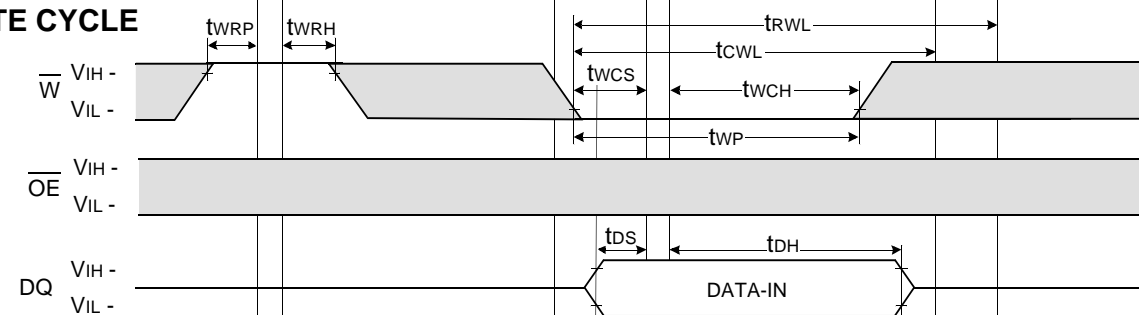 TE CYCLE
tWRP
tWRH
tRWL
tCWL
tWCS
tWCH
tWP
W
VIH -
VIL -
OE
VIH -
VIL -
tDS
tDH
DQ
VIH -
VIL -
DATA-IN